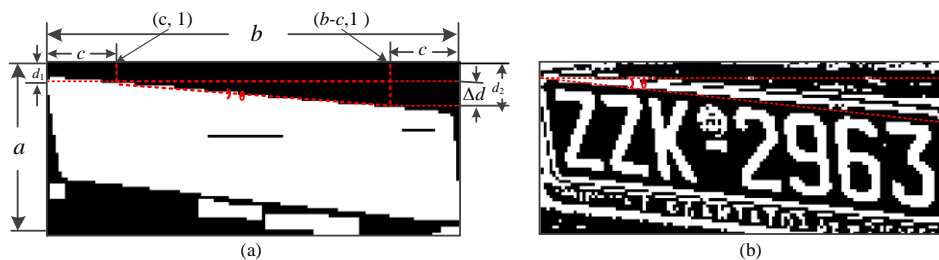 (c, 1)
b
(b-c,1 )
c
c
d₁
Δd
d₂
θ
a
(a)
θ
ZZK 2963
(b)